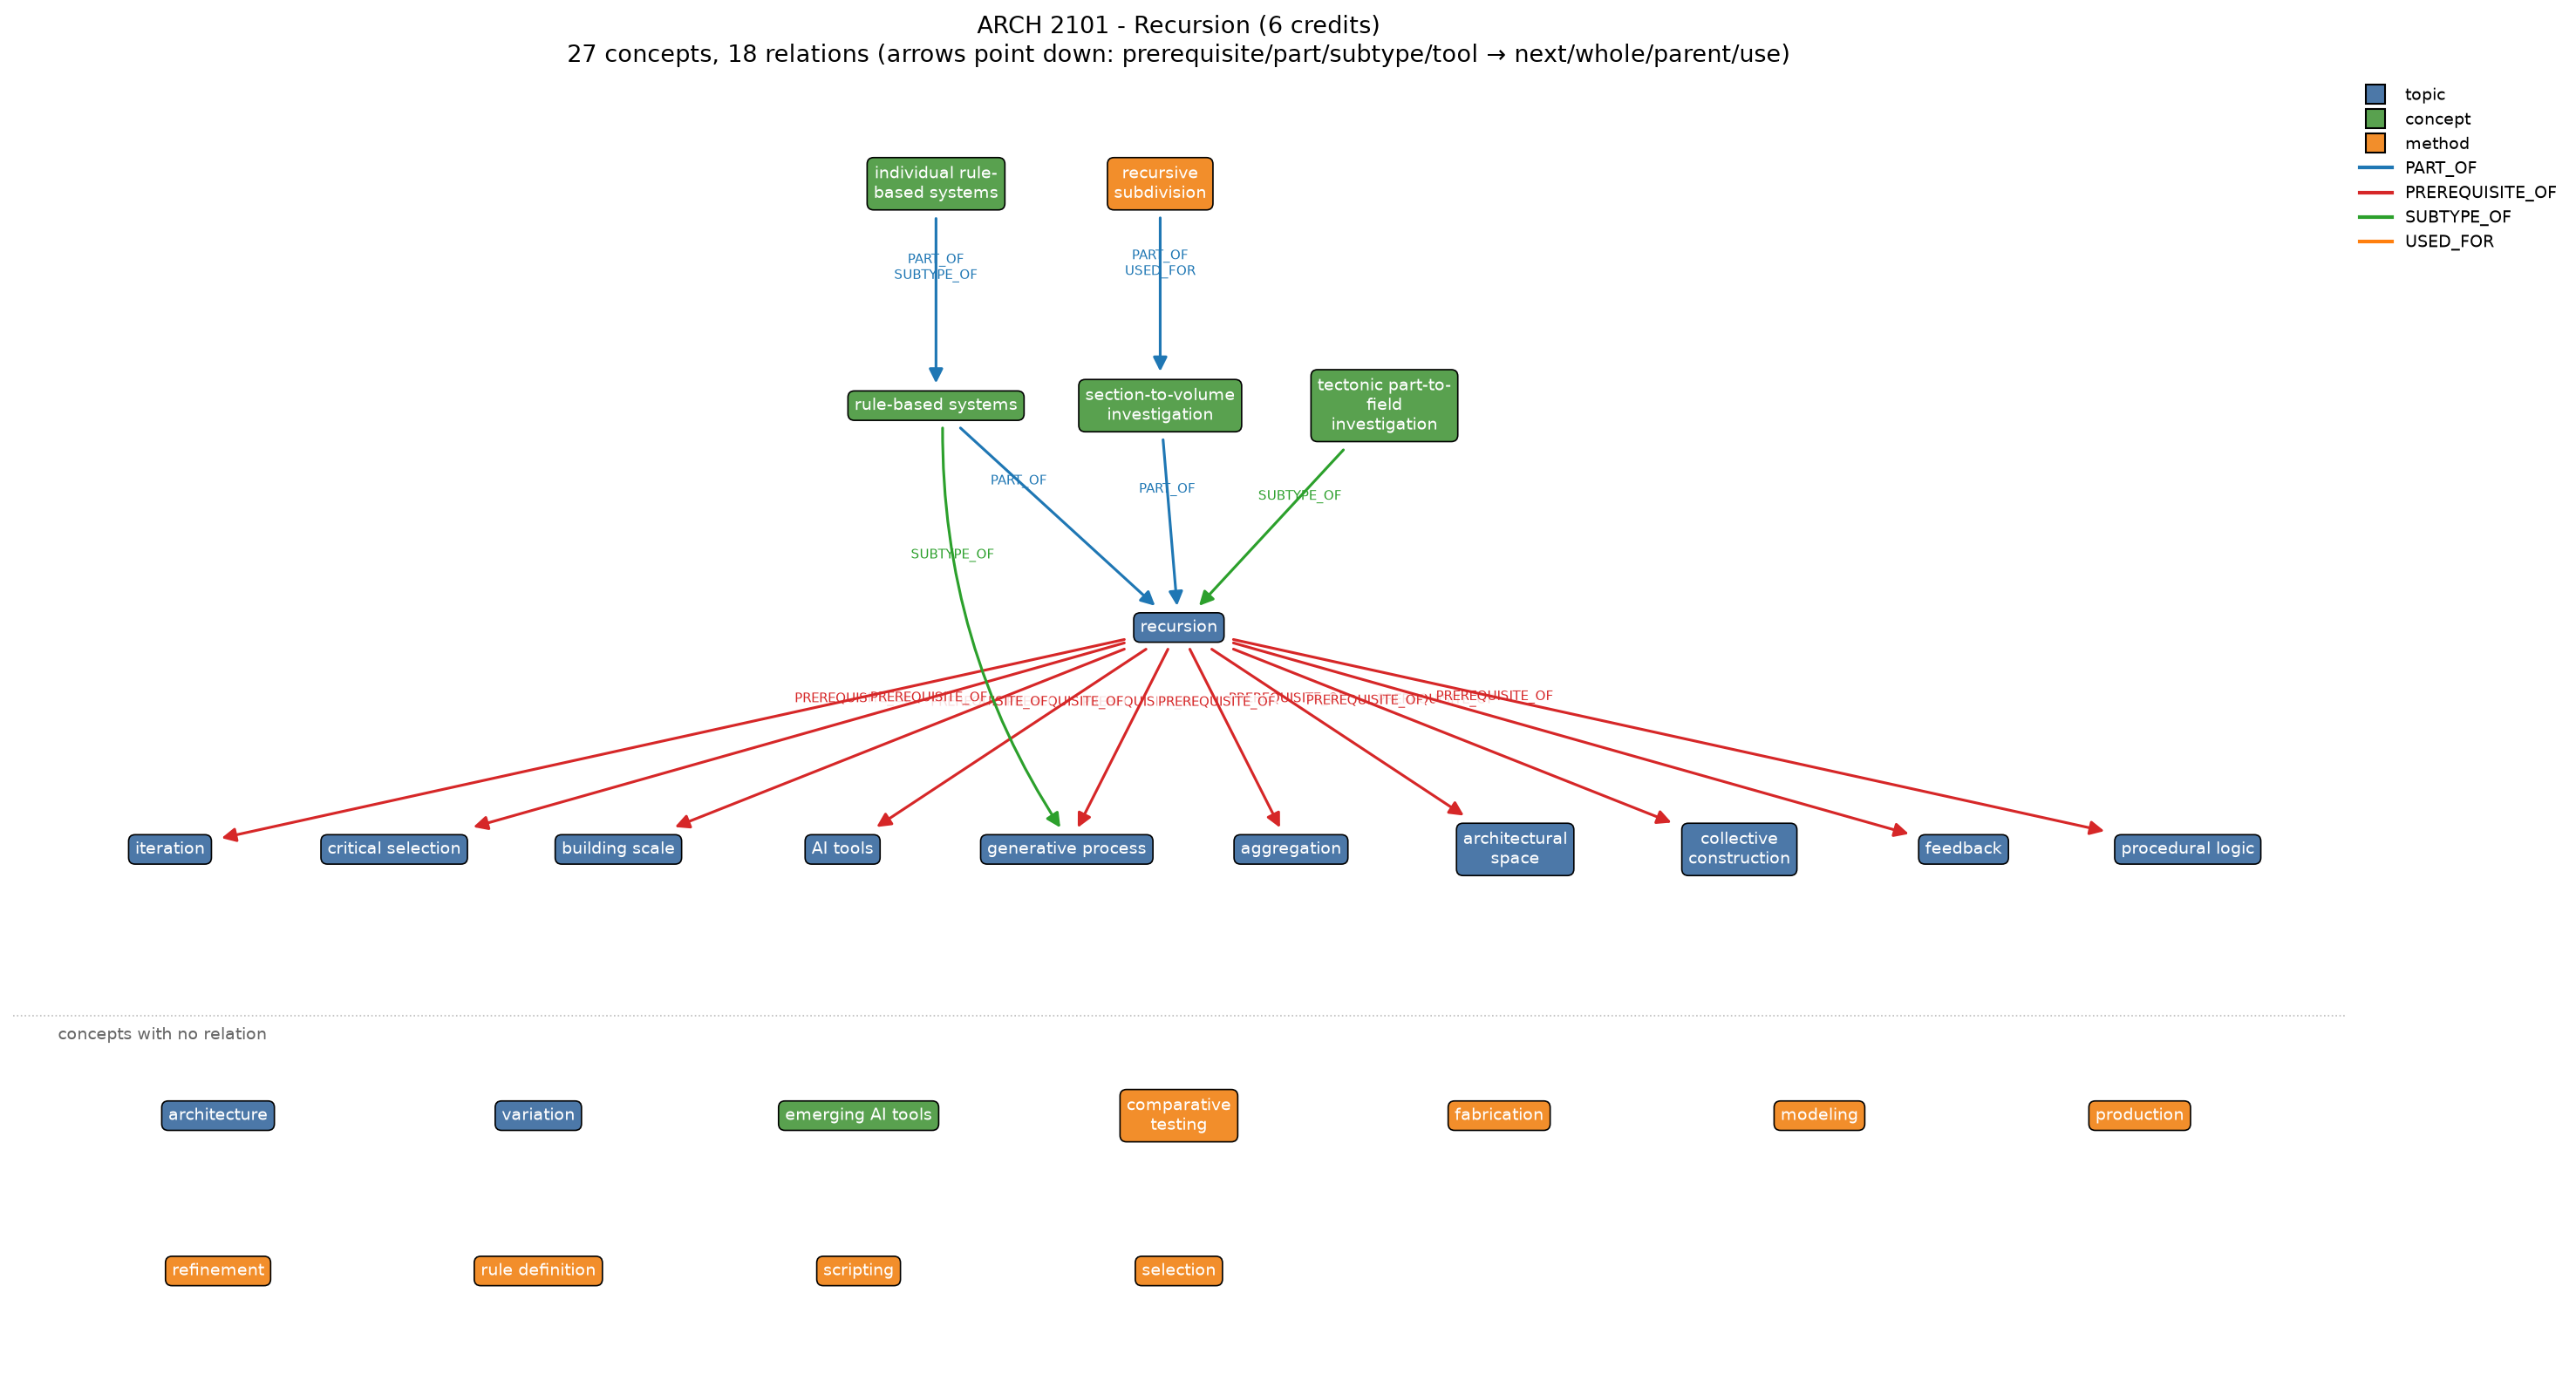 ARCH 2101 - Recursion (6 credits)
27 concepts, 18 relations (arrows point down: prerequisite/part/subtype/tool → next/whole/parent/use)
topic
concept
method
PART_OF
PREREQUISITE_OF
SUBTYPE_OF
USED_FOR
individual rule-
based systems
recursive
subdivision
PART_OF
SUBTYPE_OF
PART_OF
USED_FOR
rule-based systems
section-to-volume
investigation
tectonic part-to-
field
investigation
PART_OF
PART_OF
SUBTYPE_OF
SUBTYPE_OF
recursion
PREREQUISITE_OF
PREREQUISITE_OF
PREREQUISITE_OF
PREREQUISITE_OF
iteration
critical selection
building scale
AI tools
generative process
aggregation
architectural
space
collective
construction
feedback
procedural logic
concepts with no relation
architecture
variation
emerging AI tools
comparative
testing
fabrication
modeling
production
refinement
rule definition
scripting
selection